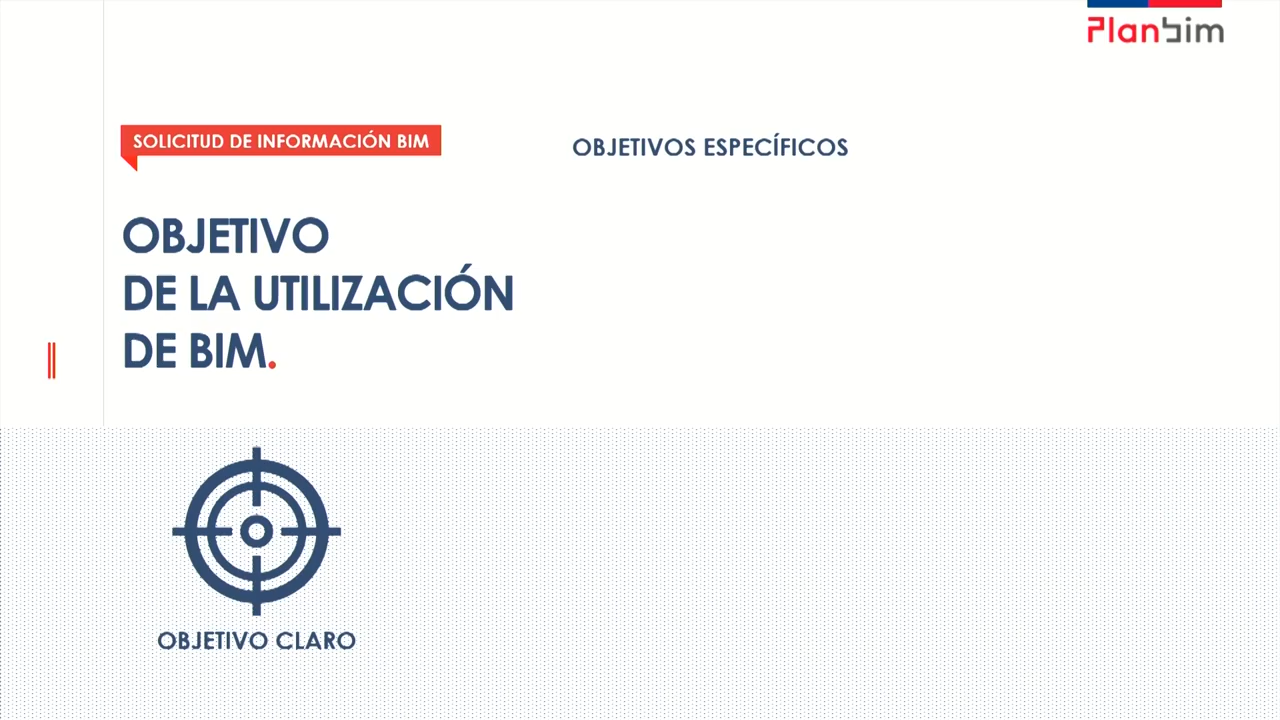 Planbim
SOLICITUD DE INFORMACIÓN BIM
OBJETIVOS ESPECÍFICOS
OBJETIVO
DE LA UTILIZACIÓN
DE BIM.
OBJETIVO CLARO